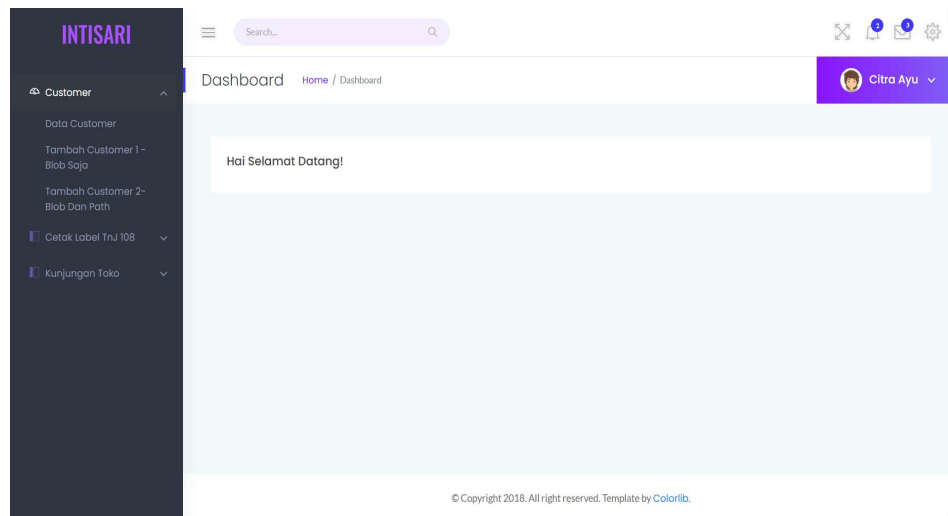 INTISARI
Search...
2
3
Dashboard
Home / Dashboard
Citra Ayu
Customer
Data Customer
Tambah Customer 1 -
Blob Saja
Tambah Customer 2-
Blob Dan Path
Cetak Label TnJ 108
Kunjungan Toko
Hai Selamat Datang!
© Copyright 2018. All right reserved. Template by Colorlib.